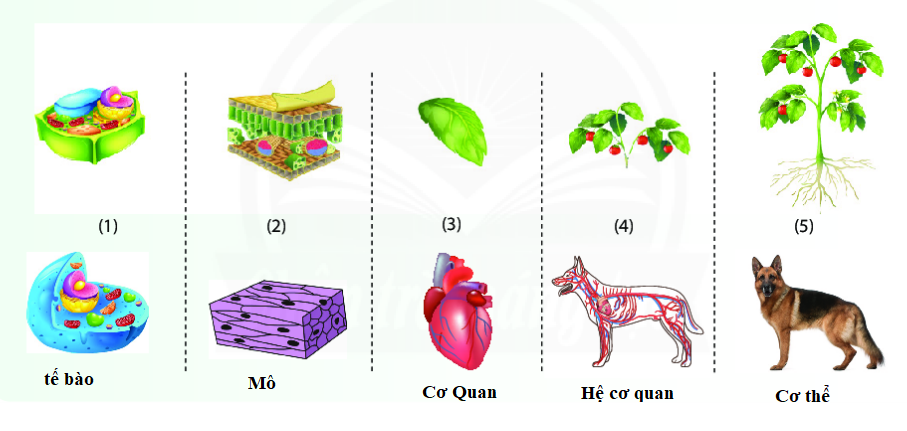 (1) (2) (3) (4) (5)
tế bào Mô Cơ Quan Hệ cơ quan Cơ thể